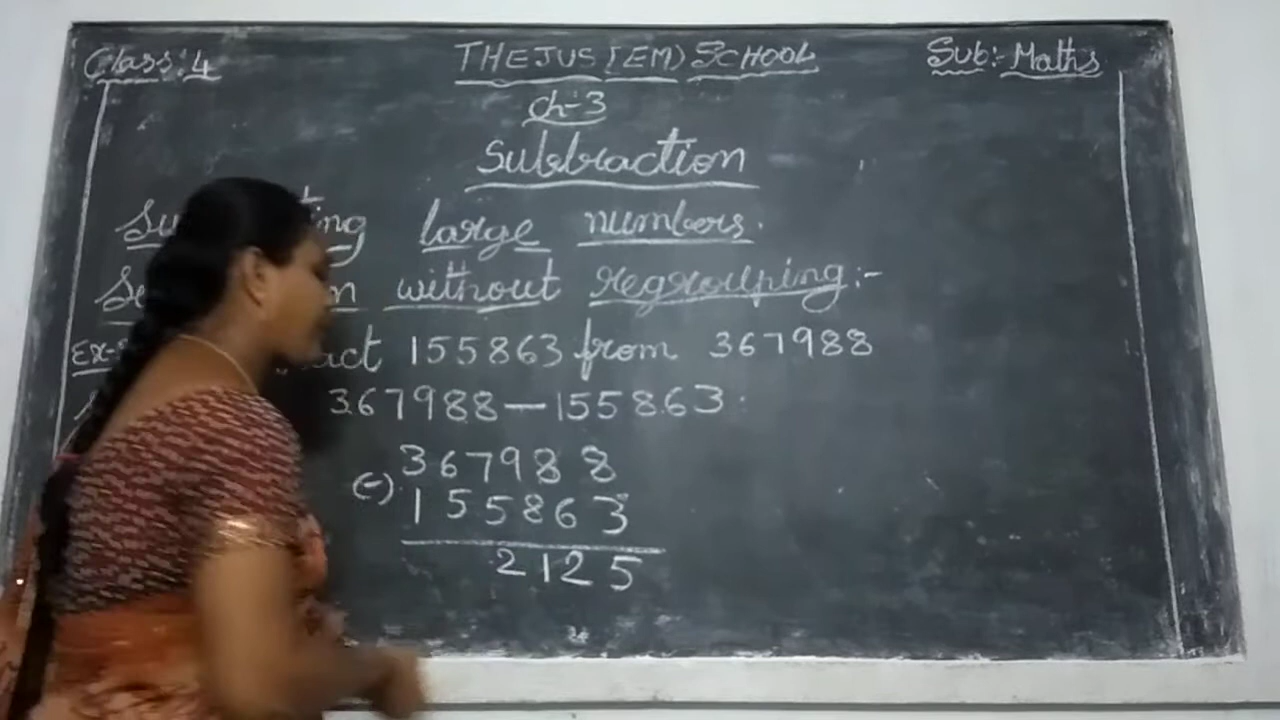 Class: 4 THEJUS (EM) SCHOOL Sub:- Maths
Ch-3
Subtraction
large numbers.
without regrouping:-
155863 from 367988
367988 — 155863
367988
(-) 155863
2125